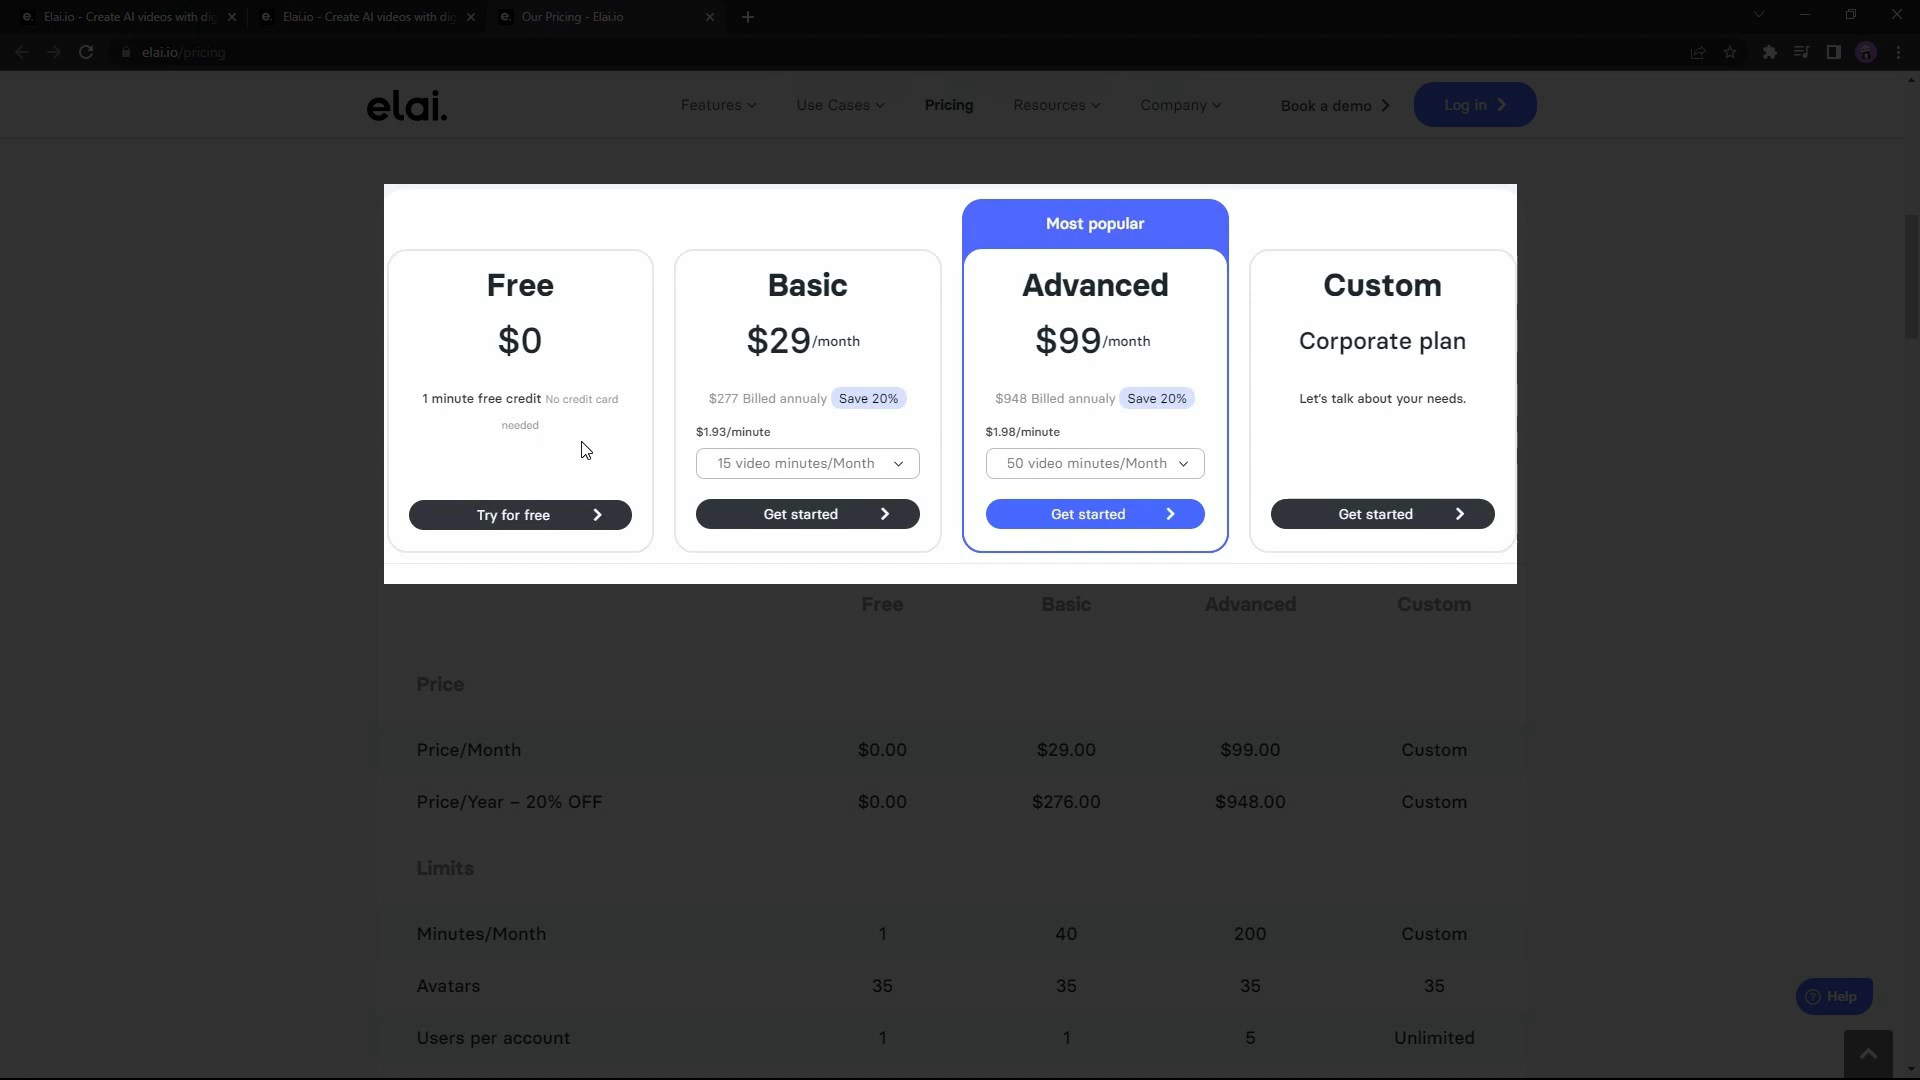 Elai.io - Create AI videos with dig
Elai.io - Create AI videos with dig
Our Pricing - Elai.io
elai.io/pricing
elai.
Features
Use Cases
Pricing
Resources
Company
Book a demo
Log in
Most popular
Free
Basic
Advanced
Custom
$0
$29/month
$99/month
Corporate plan
1 minute free credit No credit card
needed
$277 Billed annualy Save 20%
$948 Billed annualy Save 20%
Let's talk about your needs.
$1.93/minute
$1.98/minute
15 video minutes/Month
50 video minutes/Month
Try for free
Get started
Get started
Get started
Free Basic Advanced Custom
Price
Price/Month $0.00 $29.00 $99.00 Custom
Price/Year – 20% OFF $0.00 $276.00 $948.00 Custom
Limits
Minutes/Month 1 40 200 Custom
Avatars 35 35 35 35
Help
Users per account 1 1 5 Unlimited